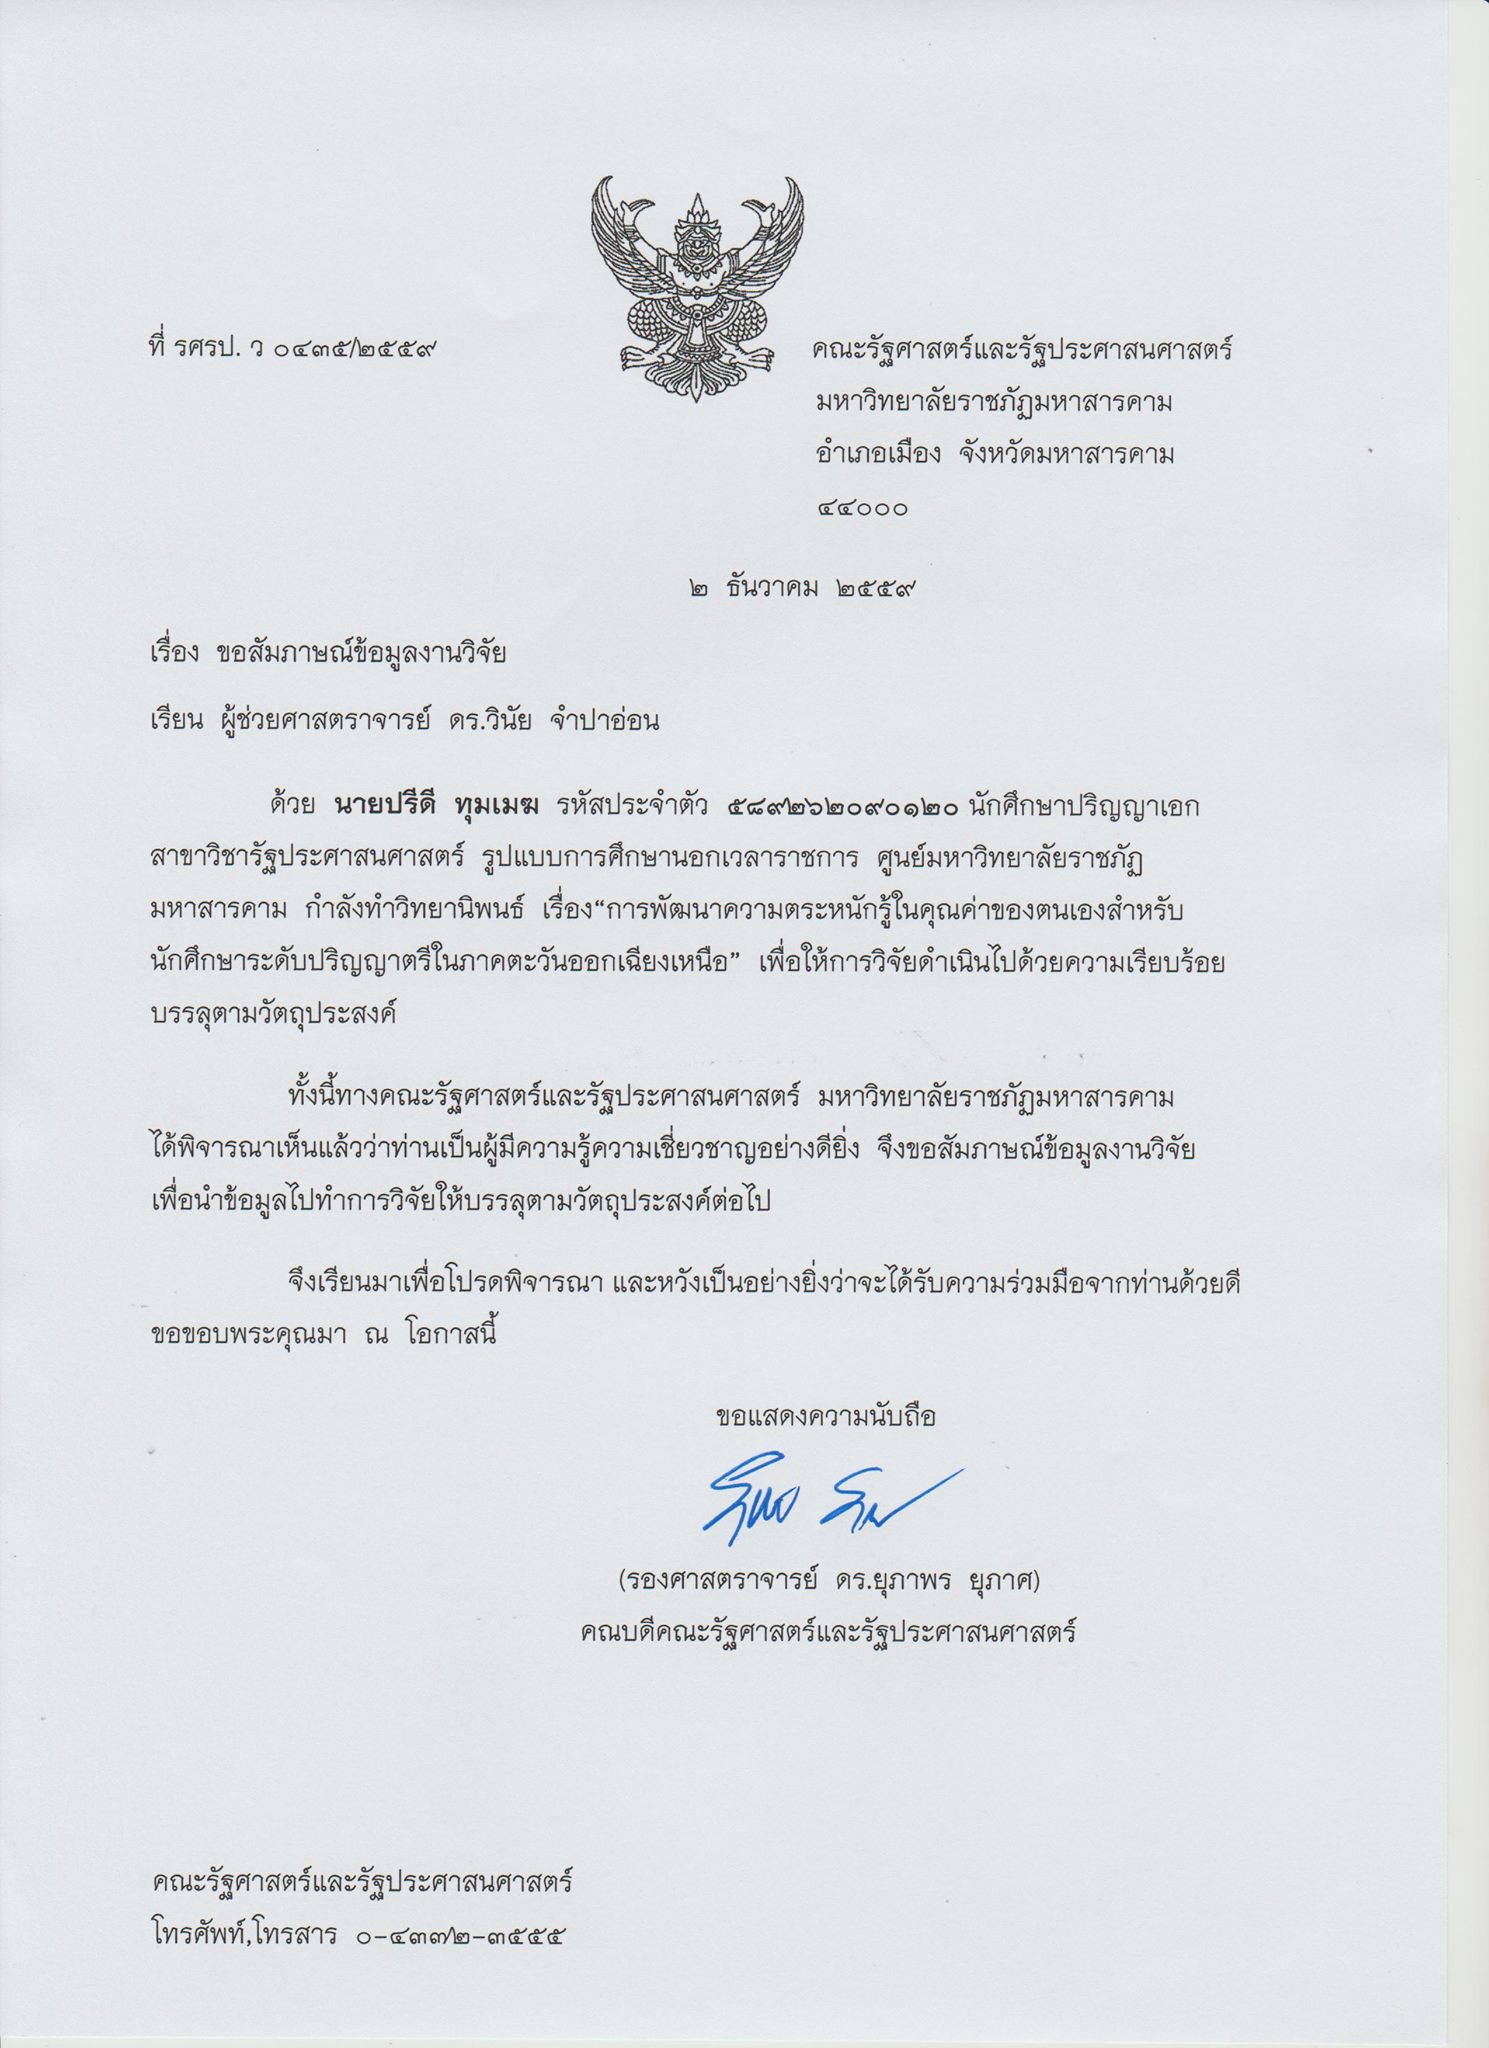 ที่ รศรป. ว ๐๔๓๕/๒๕๕๙
คณะรัฐศาสตร์และรัฐประศาสนศาสตร์
มหาวิทยาลัยราชภัฏมหาสารคาม
อำเภอเมือง จังหวัดมหาสารคาม
๔๔๐๐๐
๒ ธันวาคม ๒๕๕๙
เรื่อง ขอสัมภาษณ์ข้อมูลงานวิจัย
เรียน ผู้ช่วยศาสตราจารย์ ดร.วินัย จำปาอ่อน
ด้วย นายปรีดี ทุมเมฆ รหัสประจำตัว ๕๘๙๒๖๒๐๙๐๑๒๐ นักศึกษาปริญญาเอก
สาขาวิชารัฐประศาสนศาสตร์ รูปแบบการศึกษานอกเวลาราชการ ศูนย์มหาวิทยาลัยราชภัฏ
มหาสารคาม กำลังทำวิทยานิพนธ์ เรื่อง“การพัฒนาความตระหนักรู้ในคุณค่าของตนเองสำหรับ
นักศึกษาระดับปริญญาตรีในภาคตะวันออกเฉียงเหนือ” เพื่อให้การวิจัยดำเนินไปด้วยความเรียบร้อย
บรรลุตามวัตถุประสงค์
ทั้งนี้ทางคณะรัฐศาสตร์และรัฐประศาสนศาสตร์ มหาวิทยาลัยราชภัฏมหาสารคาม
ได้พิจารณาเห็นแล้วว่าท่านเป็นผู้มีความรู้ความเชี่ยวชาญอย่างดียิ่ง จึงขอสัมภาษณ์ข้อมูลงานวิจัย
เพื่อนำข้อมูลไปทำการวิจัยให้บรรลุตามวัตถุประสงค์ต่อไป
จึงเรียนมาเพื่อโปรดพิจารณา และหวังเป็นอย่างยิ่งว่าจะได้รับความร่วมมือจากท่านด้วยดี
ขอขอบพระคุณมา ณ โอกาสนี้
ขอแสดงความนับถือ
(รองศาสตราจารย์ ดร.ยุภาพร ยุภาศ)
คณบดีคณะรัฐศาสตร์และรัฐประศาสนศาสตร์
คณะรัฐศาสตร์และรัฐประศาสนศาสตร์
โทรศัพท์,โทรสาร ๐-๔๓๗๒-๓๕๕๕